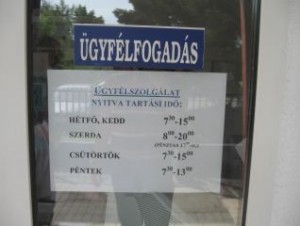 ÜGYFÉLFOGADÁS
ÜGYFÉLSZOLGÁLAT
NYITVA TARTÁSI IDŐ:
HÉTFŐ, KEDD 7³⁰-15⁰⁰
SZERDA 8⁰⁰-20⁰⁰
CSÜTÖRTÖK 7³⁰-15⁰⁰
PÉNTEK 7³⁰-13⁰⁰